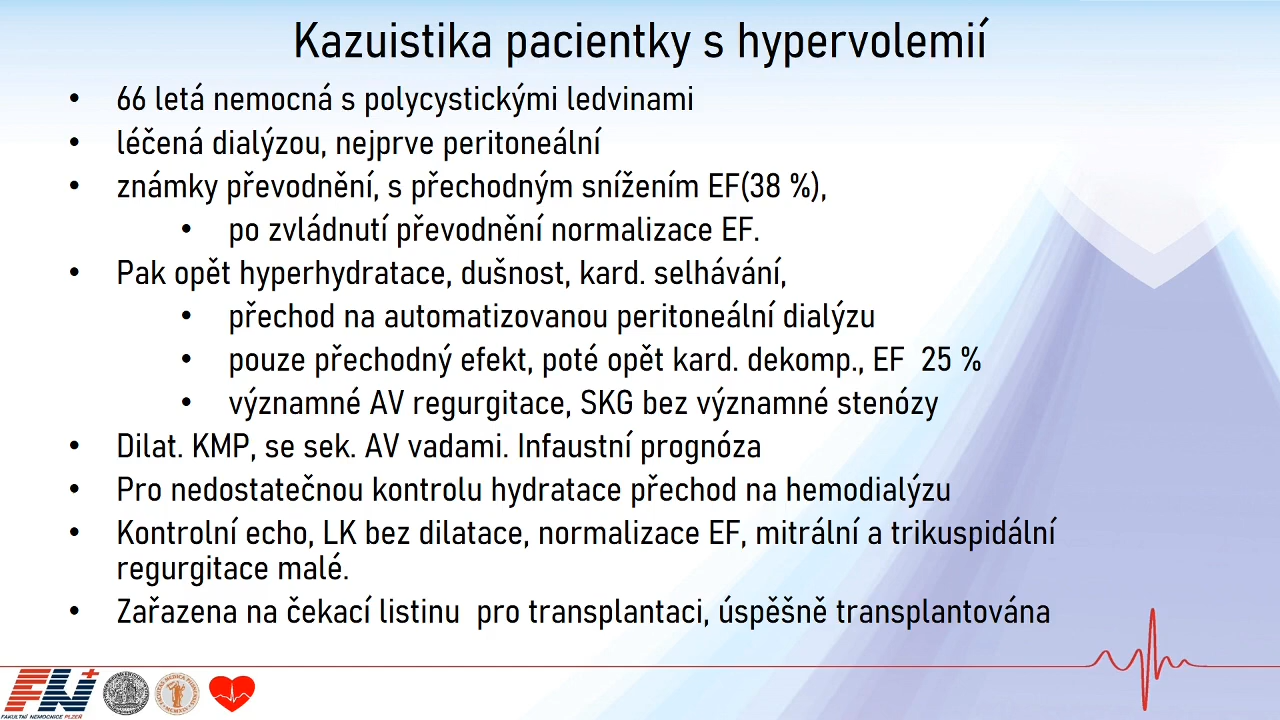 Kazuistika pacientky s hypervolemií
• 66 letá nemocná s polycystickými ledvinami
• léčená dialýzou, nejprve peritoneální
• známky převodnění, s přechodným snížením EF(38 %),
• po zvládnutí převodnění normalizace EF.
• Pak opět hyperhydratace, dušnost, kard. selhávání,
• přechod na automatizovanou peritoneální dialýzu
• pouze přechodný efekt, poté opět kard. dekomp., EF 25 %
• významné AV regurgitace, SKG bez významné stenózy
• Dilat. KMP, se sek. AV vadami. Infaustní prognóza
• Pro nedostatečnou kontrolu hydratace přechod na hemodialýzu
• Kontrolní echo, LK bez dilatace, normalizace EF, mitrální a trikuspidální
regurgitace malé.
• Zařazena na čekací listinu pro transplantaci, úspěšně transplantována
FN
FAKULTNÍ NEMOCNICE PLZEŇ